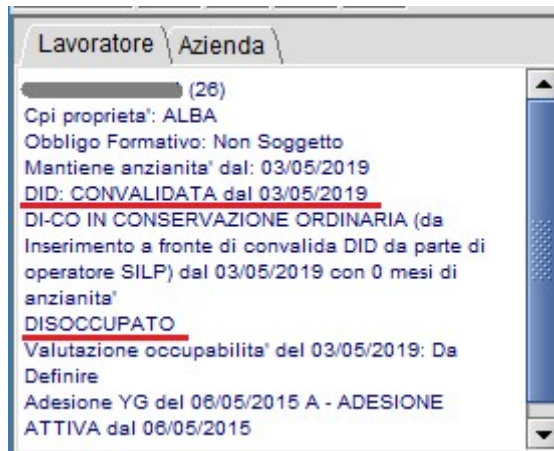 Lavoratore Azienda
(26)
Cpi proprieta': ALBA
Obbligo Formativo: Non Soggetto
Mantiene anzianita' dal: 03/05/2019
DID: CONVALIDATA dal 03/05/2019
DI-CO IN CONSERVAZIONE ORDINARIA (da
Inserimento a fronte di convalida DID da parte di
operatore SILP) dal 03/05/2019 con 0 mesi di
anzianita'
DISOCCUPATO
Valutazione occupabilita' del 03/05/2019: Da
Definire
Adesione YG del 06/05/2015 A - ADESIONE
ATTIVA dal 06/05/2015